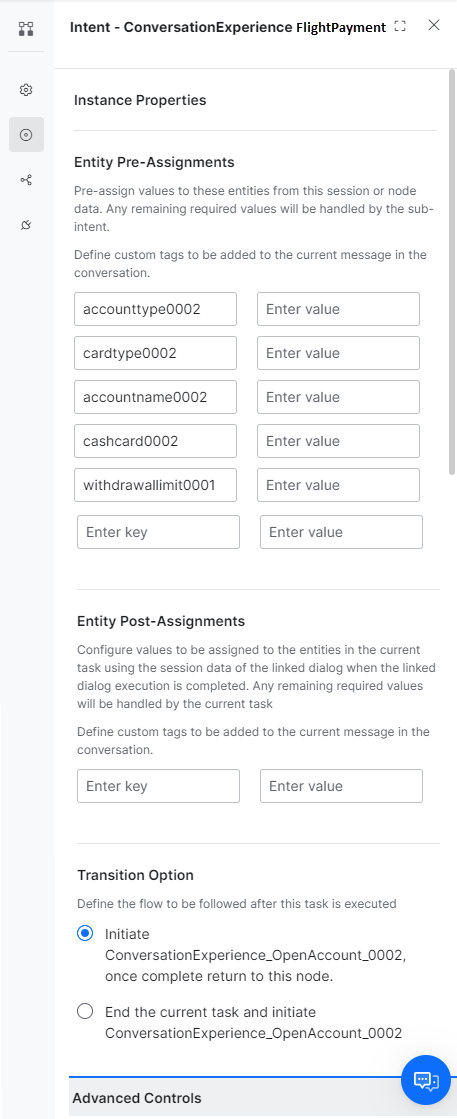 Intent - ConversationExperience FlightPayment
Instance Properties
Entity Pre-Assignments
Pre-assign values to these entities from this session or node
data. Any remaining required values will be handled by the sub-
intent.
Define custom tags to be added to the current message in the
conversation.
accounttype0002 Enter value
cardtype0002 Enter value
accountname0002 Enter value
cashcard0002 Enter value
withdrawallimit0001 Enter value
Enter key Enter value
Entity Post-Assignments
Configure values to be assigned to the entities in the current
task using the session data of the linked dialog when the linked
dialog execution is completed. Any remaining required values
will be handled by the current task
Define custom tags to be added to the current message in the
conversation.
Enter key Enter value
Transition Option
Define the flow to be followed after this task is executed
Initiate
ConversationExperience_OpenAccount_0002,
once complete return to this node.
End the current task and initiate
ConversationExperience_OpenAccount_0002
Advanced Controls